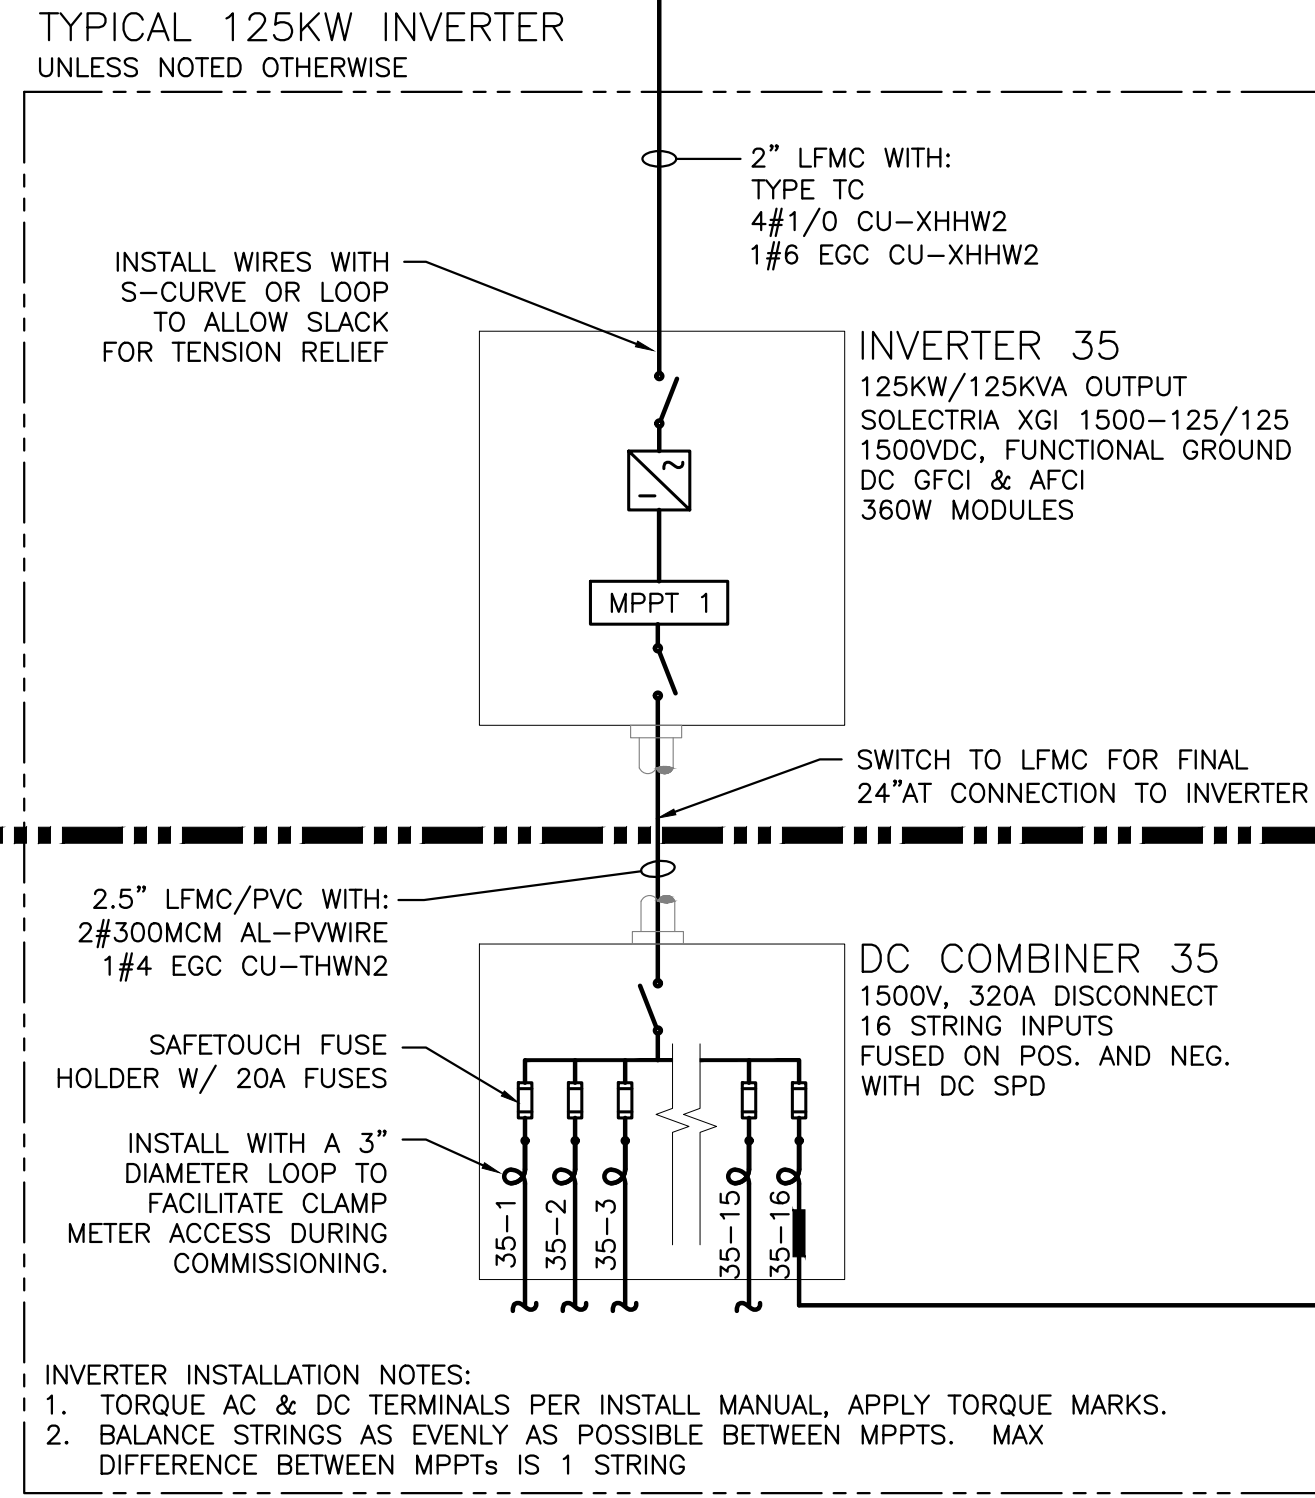 TYPICAL 125KW INVERTER
UNLESS NOTED OTHERWISE
2" LFMC WITH:
TYPE TC
4#1/0 CU-XHHW2
1#6 EGC CU-XHHW2
INSTALL WIRES WITH
S-CURVE OR LOOP
TO ALLOW SLACK
FOR TENSION RELIEF
INVERTER 35
125KW/125KVA OUTPUT
SOLECTRIA XGI 1500-125/125
1500VDC, FUNCTIONAL GROUND
DC GFCI & AFCI
360W MODULES
MPPT 1
SWITCH TO LFMC FOR FINAL
24"AT CONNECTION TO INVERTER
2.5" LFMC/PVC WITH:
2#300MCM AL-PVWIRE
1#4 EGC CU-THWN2
DC COMBINER 35
1500V, 320A DISCONNECT
16 STRING INPUTS
FUSED ON POS. AND NEG.
WITH DC SPD
SAFETOUCH FUSE
HOLDER W/ 20A FUSES
INSTALL WITH A 3"
DIAMETER LOOP TO
FACILITATE CLAMP
METER ACCESS DURING
COMMISSIONING.
35-1
35-2
35-3
35-15
35-16
INVERTER INSTALLATION NOTES:
1. TORQUE AC & DC TERMINALS PER INSTALL MANUAL, APPLY TORQUE MARKS.
2. BALANCE STRINGS AS EVENLY AS POSSIBLE BETWEEN MPPTS. MAX
DIFFERENCE BETWEEN MPPTs IS 1 STRING